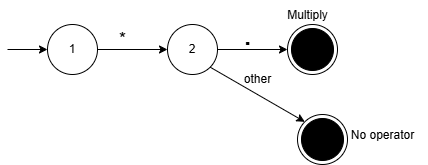 Multiply
1
*
2
.
other
No operator